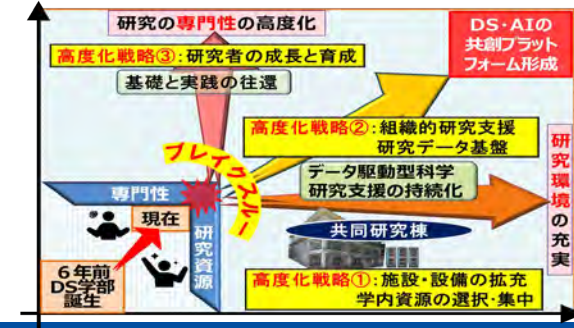 研究の専門性の高度化
高度化戦略③:研究者の成長と育成
基礎と実践の往還
DS・AIの
共創プラット
フォーム形成
高度化戦略②:組織的研究支援
研究データ基盤
ブレイクスルー
データ駆動型科学
研究支援の持続化
研究環境の充実
専門性
現在
研究資源
共同研究棟
6年前
DS学部
誕生
高度化戦略①:施設・設備の拡充
学内資源の選択・集中